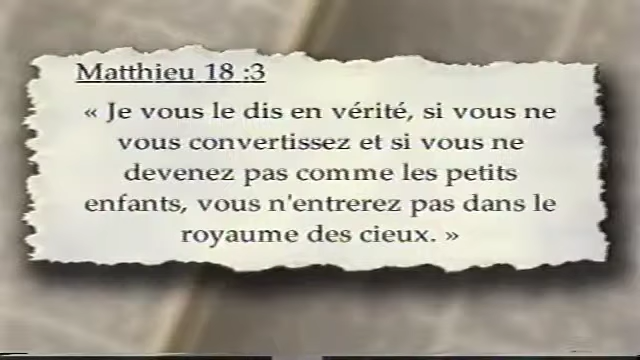 Matthieu 18 :3
« Je vous le dis en vérité, si vous ne
vous convertissez et si vous ne
devenez pas comme les petits
enfants, vous n'entrerez pas dans le
royaume des cieux. »